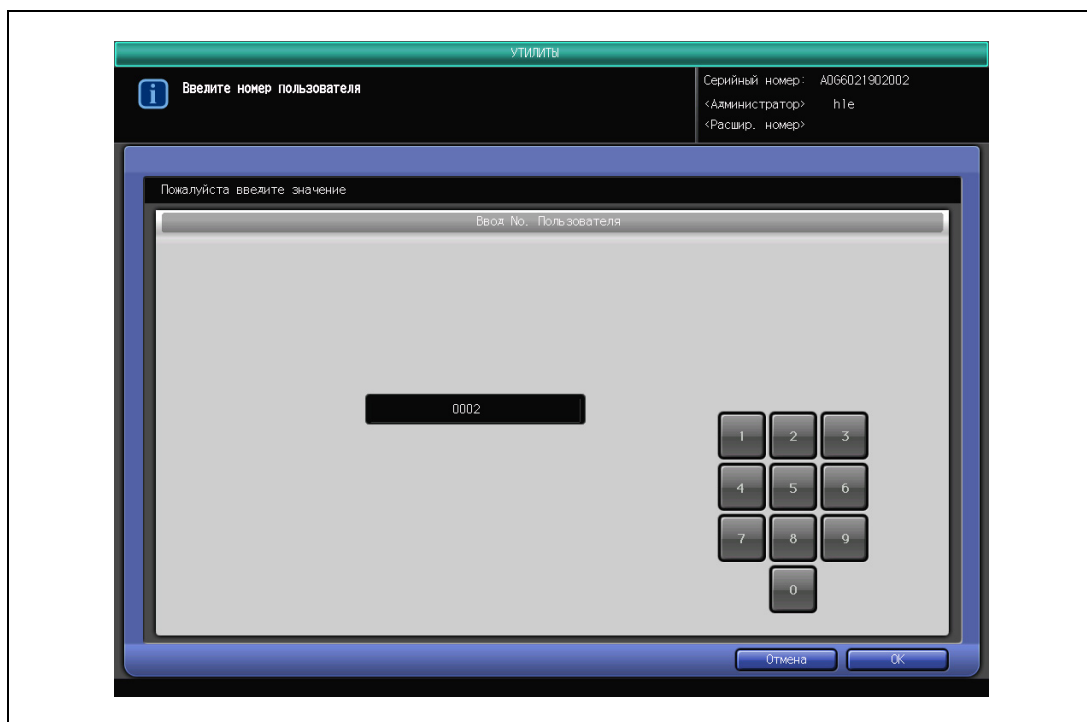 УТИЛИТЫ
Введите номер пользователя
Серийный номер: A0G6021902002
<Администратор> hle
<Расшир. номер>
Пожалуйста введите значение
Ввод No. Пользователя
0002
1 2 3
4 5 6
7 8 9
0
Отмена OK